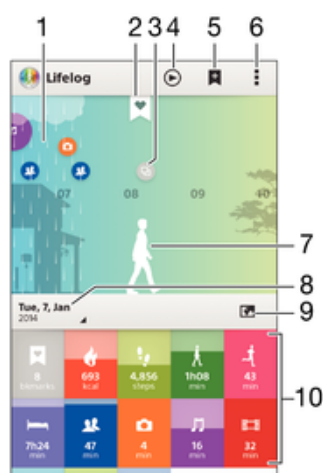 1 2 3 4 5 6
Lifelog
07 08 09 10
7
8
Tue, 7, Jan
2014
9
8 693 4,856 1h08 43
bkmarks kcal steps min min
10
7h24 47 4 16 32
min min min min min